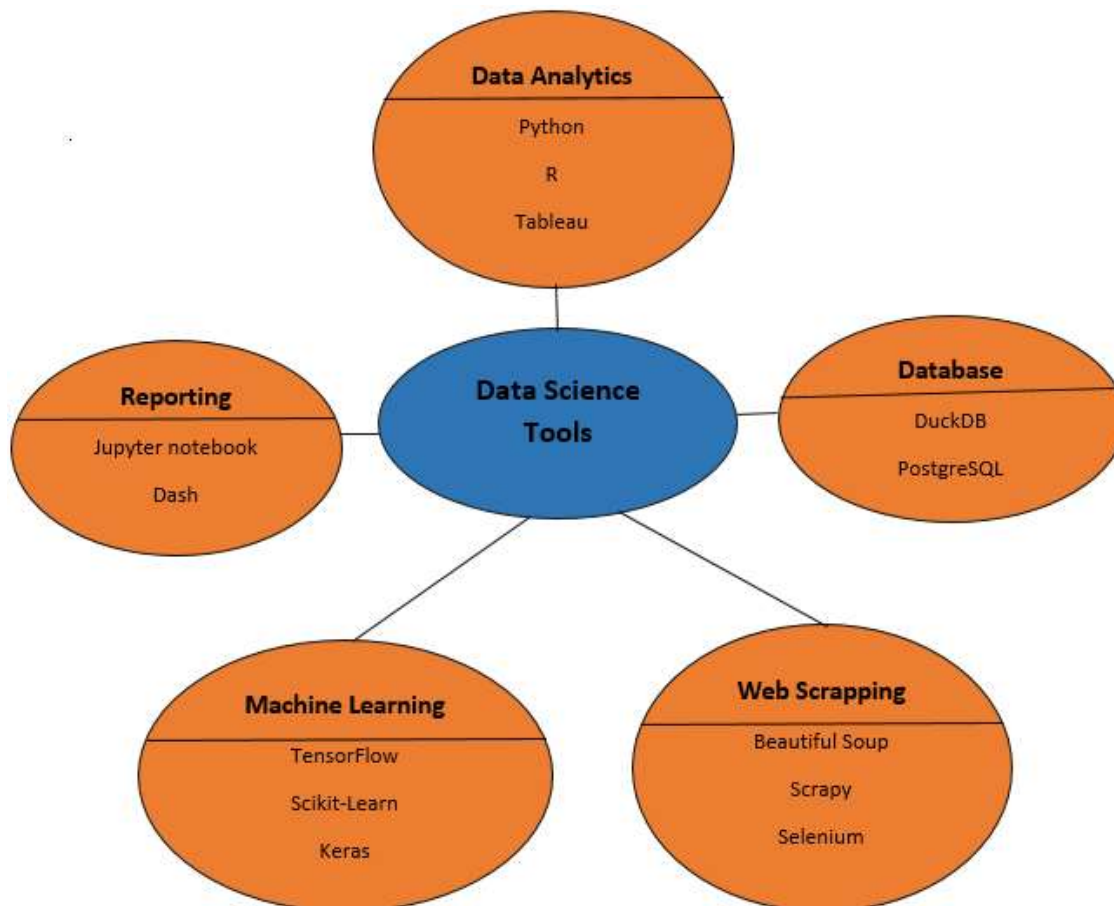 Data Analytics
Python
R
Tableau
Data Science
Tools
Database
DuckDB
PostgreSQL
Reporting
Jupyter notebook
Dash
Machine Learning
TensorFlow
Scikit-Learn
Keras
Web Scrapping
Beautiful Soup
Scrapy
Selenium